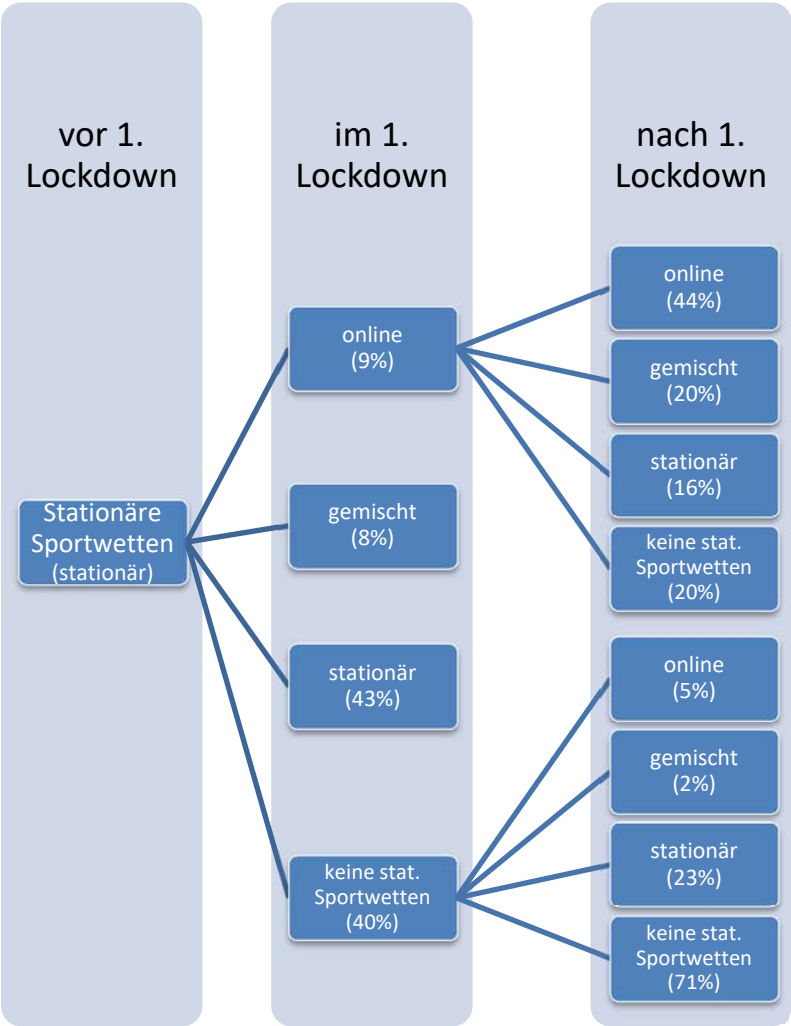 vor 1.
Lockdown
im 1.
Lockdown
nach 1.
Lockdown
Stationäre
Sportwetten
(stationär)
online
(9%)
gemischt
(8%)
stationär
(43%)
keine stat.
Sportwetten
(40%)
online
(44%)
gemischt
(20%)
stationär
(16%)
keine stat.
Sportwetten
(20%)
online
(5%)
gemischt
(2%)
stationär
(23%)
keine stat.
Sportwetten
(71%)